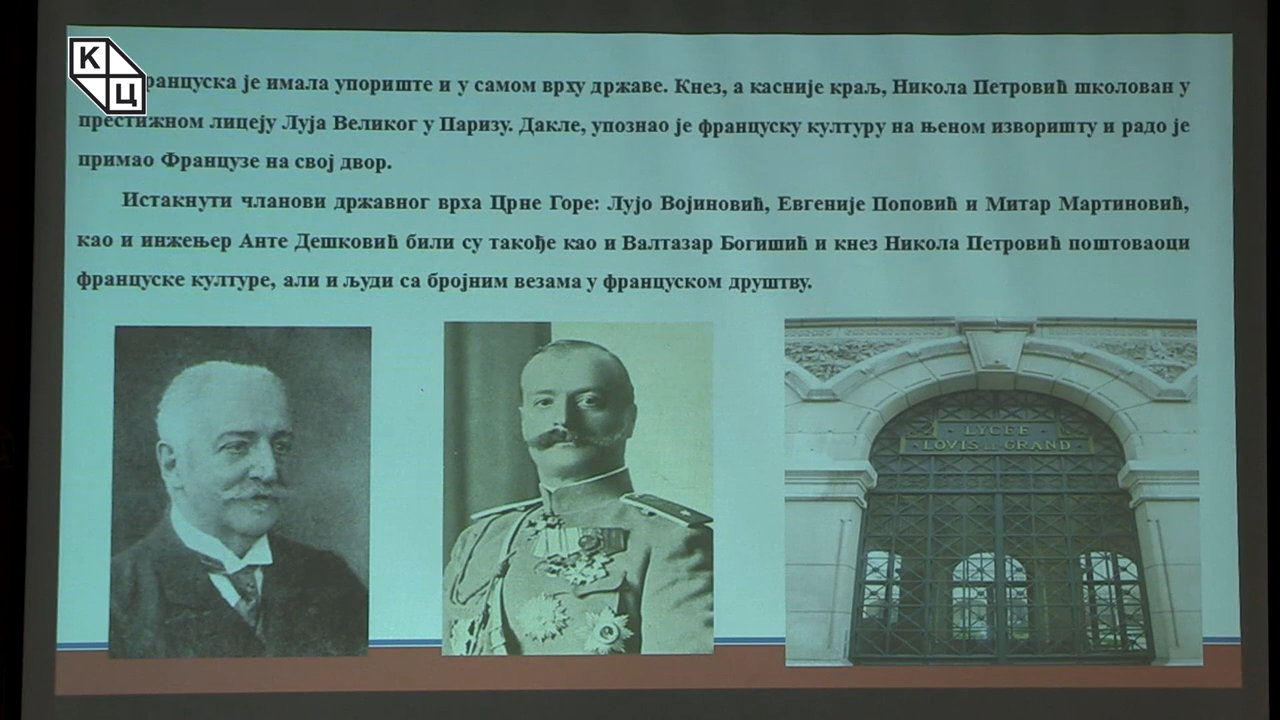 К
Ц
ранцуска је имала упориште и у самом врху државе. Кнез, а касније краљ, Никола Петровић школован у
престижном лицеју Луја Великог у Паризу. Дакле, упознао је француску културу на њеном изворишту и радо је
примао Французе на свој двор.
Истакнути чланови државног врха Црне Горе: Лујо Војиновић, Евгеније Поповић и Митар Мартиновић,
као и инжењер Анте Дешковић били су такође као и Валтазар Богишић и кнез Никола Петровић поштоваоци
француске културе, али и људи са бројним везама у француском друштву.
LYCEE
LOVIS LE GRAND